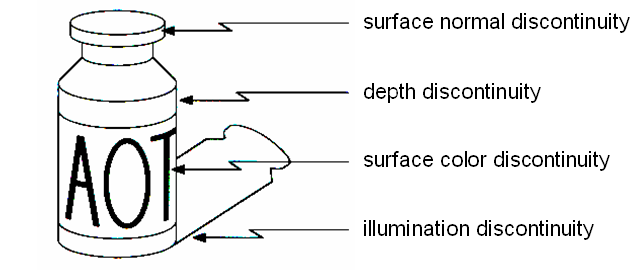 surface normal discontinuity
depth discontinuity
AOT
surface color discontinuity
illumination discontinuity